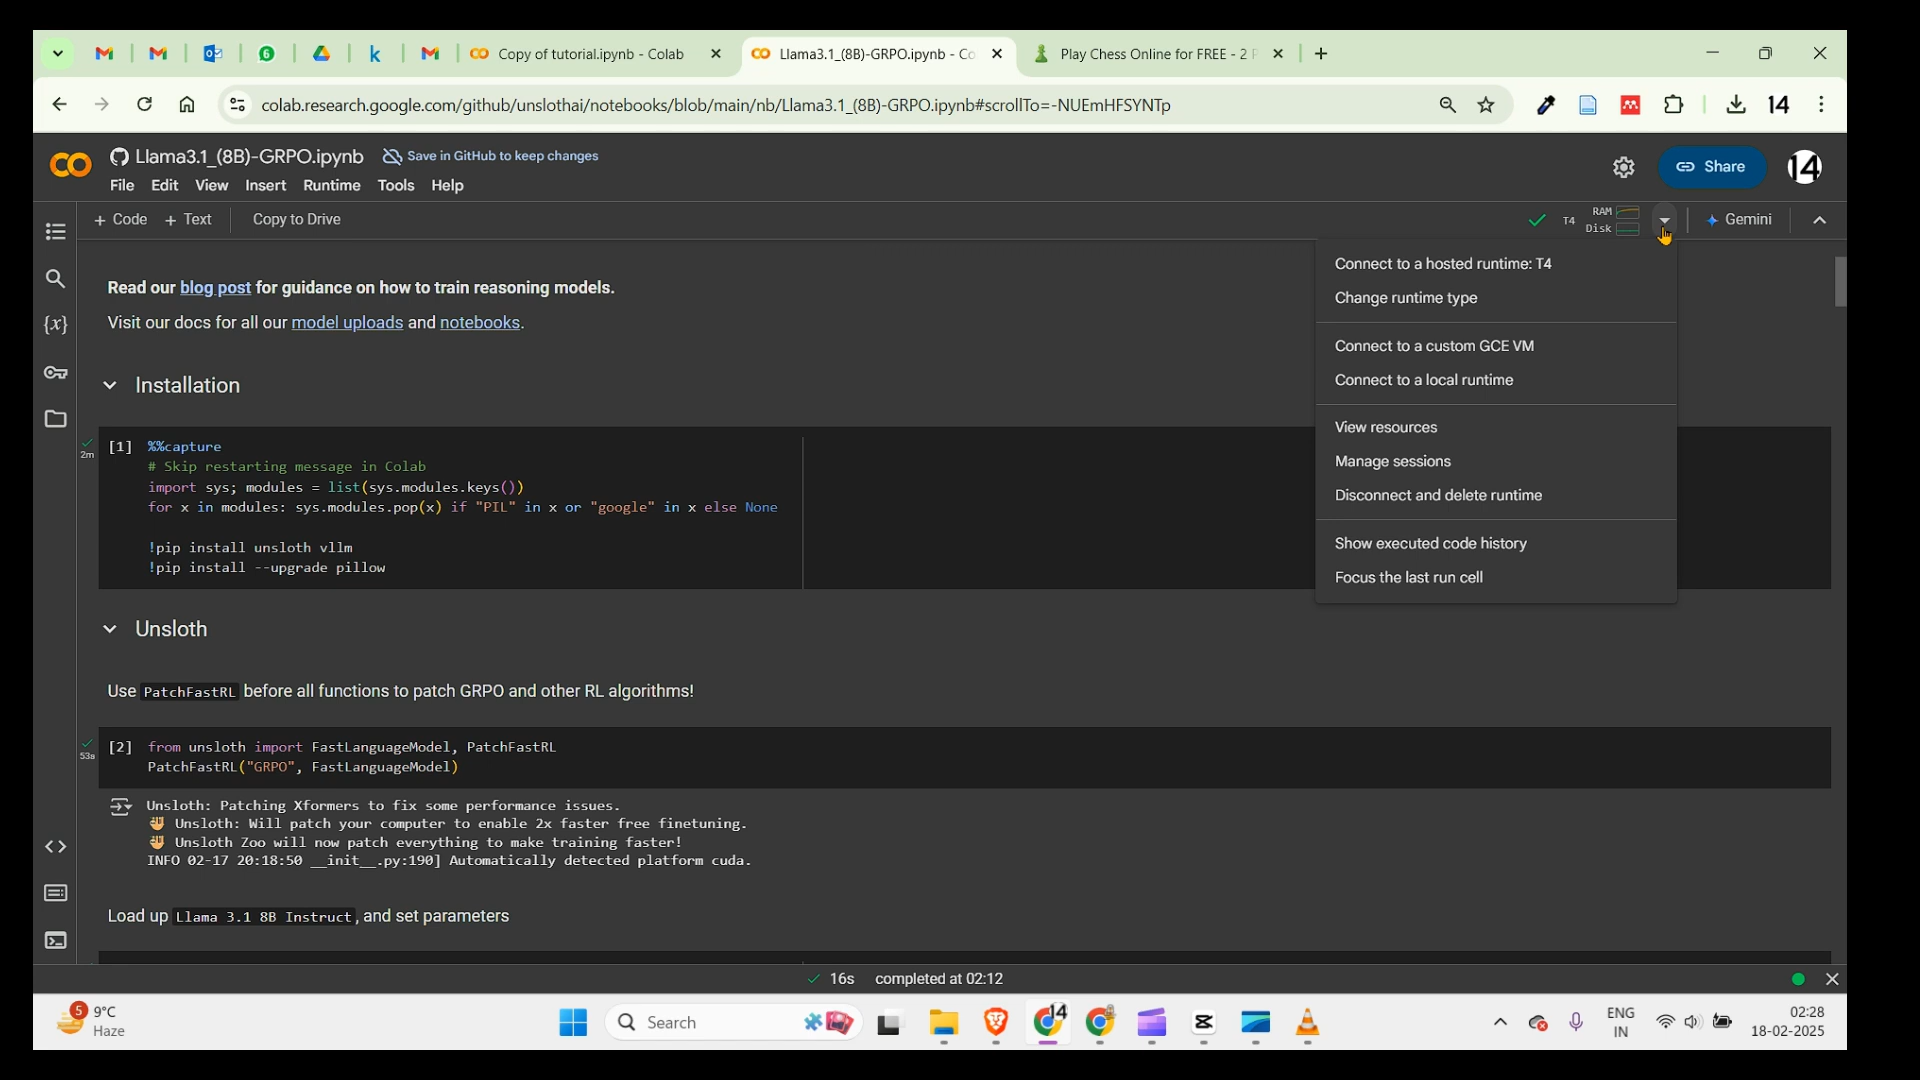 Copy of tutorial.ipynb - Colab
Llama3.1_(8B)-GRPO.ipynb - Co
Play Chess Online for FREE - 2 P
colab.research.google.com/github/unslothai/notebooks/blob/main/nb/Llama3.1_(8B)-GRPO.ipynb#scrollTo=-NUEmHFSYNTp
14
Llama3.1_(8B)-GRPO.ipynb
Save in GitHub to keep changes
File Edit View Insert Runtime Tools Help
Share
14
+ Code + Text Copy to Drive
T4 RAM
Disk
Gemini
Read our blog post for guidance on how to train reasoning models.
Visit our docs for all our model uploads and notebooks.
Installation
2m
[1] %%capture
# Skip restarting message in Colab
import sys; modules = list(sys.modules.keys())
for x in modules: sys.modules.pop(x) if "PIL" in x or "google" in x else None
!pip install unsloth vllm
!pip install --upgrade pillow
Connect to a hosted runtime: T4
Change runtime type
Connect to a custom GCE VM
Connect to a local runtime
View resources
Manage sessions
Disconnect and delete runtime
Show executed code history
Focus the last run cell
Unsloth
Use PatchFastRL before all functions to patch GRPO and other RL algorithms!
53s
[2] from unsloth import FastLanguageModel, PatchFastRL
PatchFastRL("GRPO", FastLanguageModel)
Unsloth: Patching Xformers to fix some performance issues.
🦥 Unsloth: Will patch your computer to enable 2x faster free finetuning.
🦥 Unsloth Zoo will now patch everything to make training faster!
INFO 02-17 20:18:50 __init__.py:190] Automatically detected platform cuda.
Load up Llama 3.1 8B Instruct, and set parameters
16s completed at 02:12
5
9°C
Haze
Search
14
ENG
IN
02:28
18-02-2025